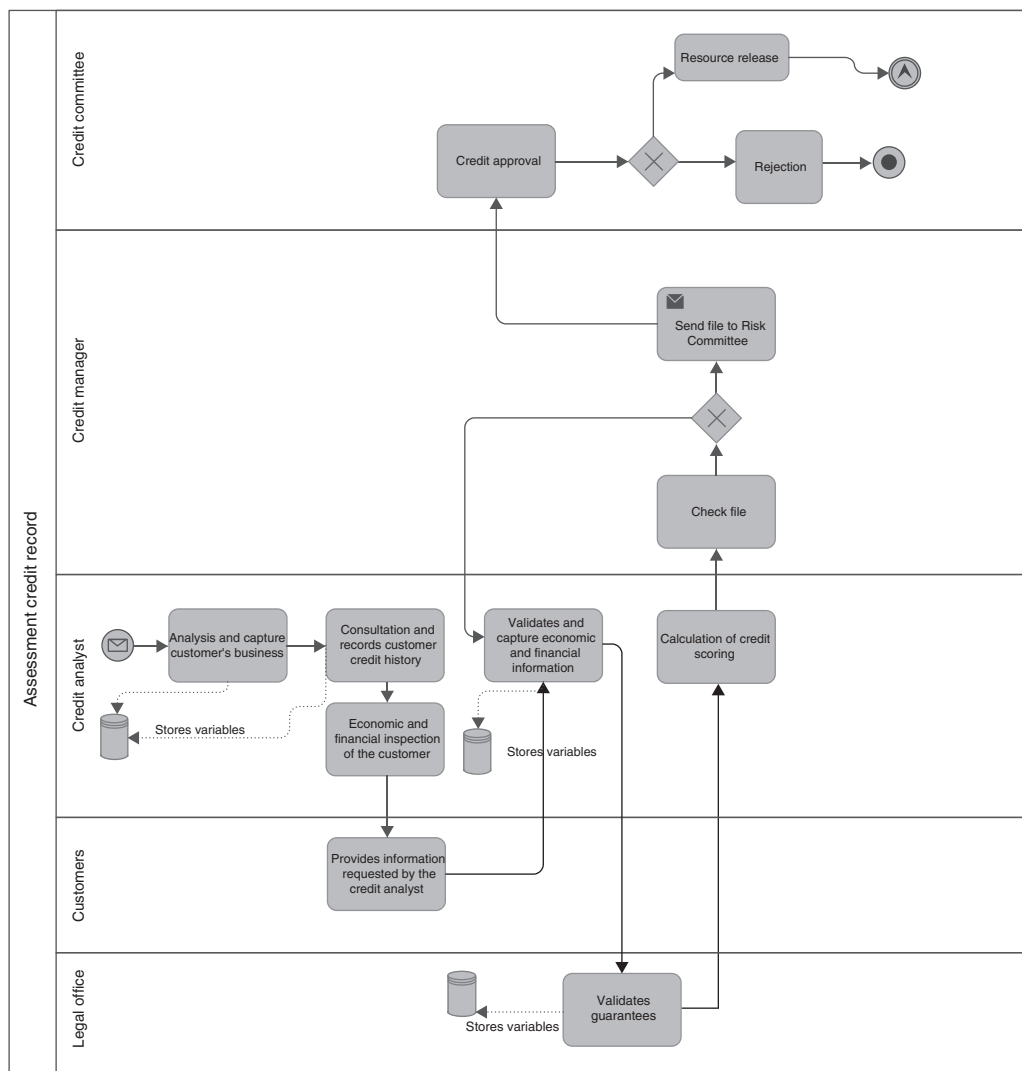 Assessment credit record
Credit committee
Resource release
Credit approval
Rejection
Credit manager
Send file to Risk
Committee
Check file
Credit analyst
Analysis and capture
customer's business
Consultation and
records customer
credit history
Validates and
capture economic
and financial
information
Calculation of credit
scoring
Stores variables
Economic and
financial inspection
of the customer
Stores variables
Customers
Provides information
requested by the
credit analyst
Legal office
Validates
guarantees
Stores variables